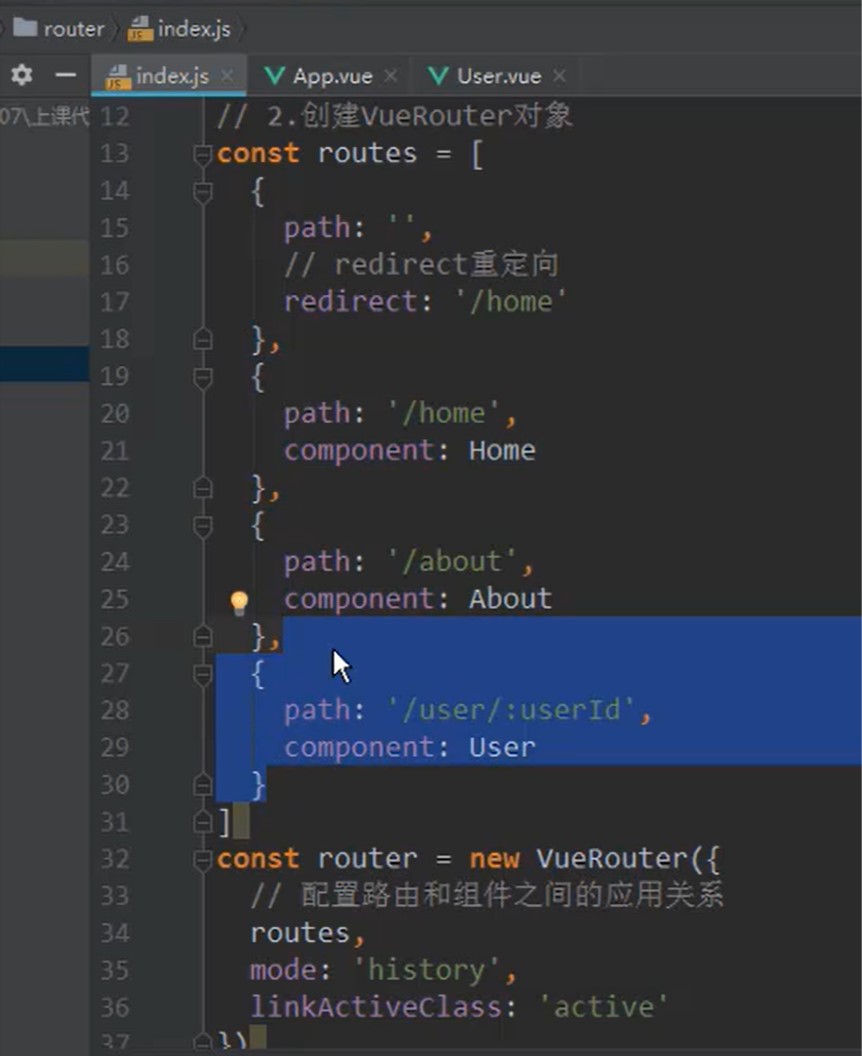 router index.js
index.js App.vue User.vue
07\上课代
12 // 2.创建VueRouter对象
13 const routes = [
14 {
15 path: '',
16 // redirect重定向
17 redirect: '/home'
18 },
19 {
20 path: '/home',
21 component: Home
22 },
23 {
24 path: '/about',
25 component: About
26 },
27 {
28 path: '/user/:userId',
29 component: User
30 }
31 ]
32 const router = new VueRouter({
33 // 配置路由和组件之间的应用关系
34 routes,
35 mode: 'history',
36 linkActiveClass: 'active'
37 })